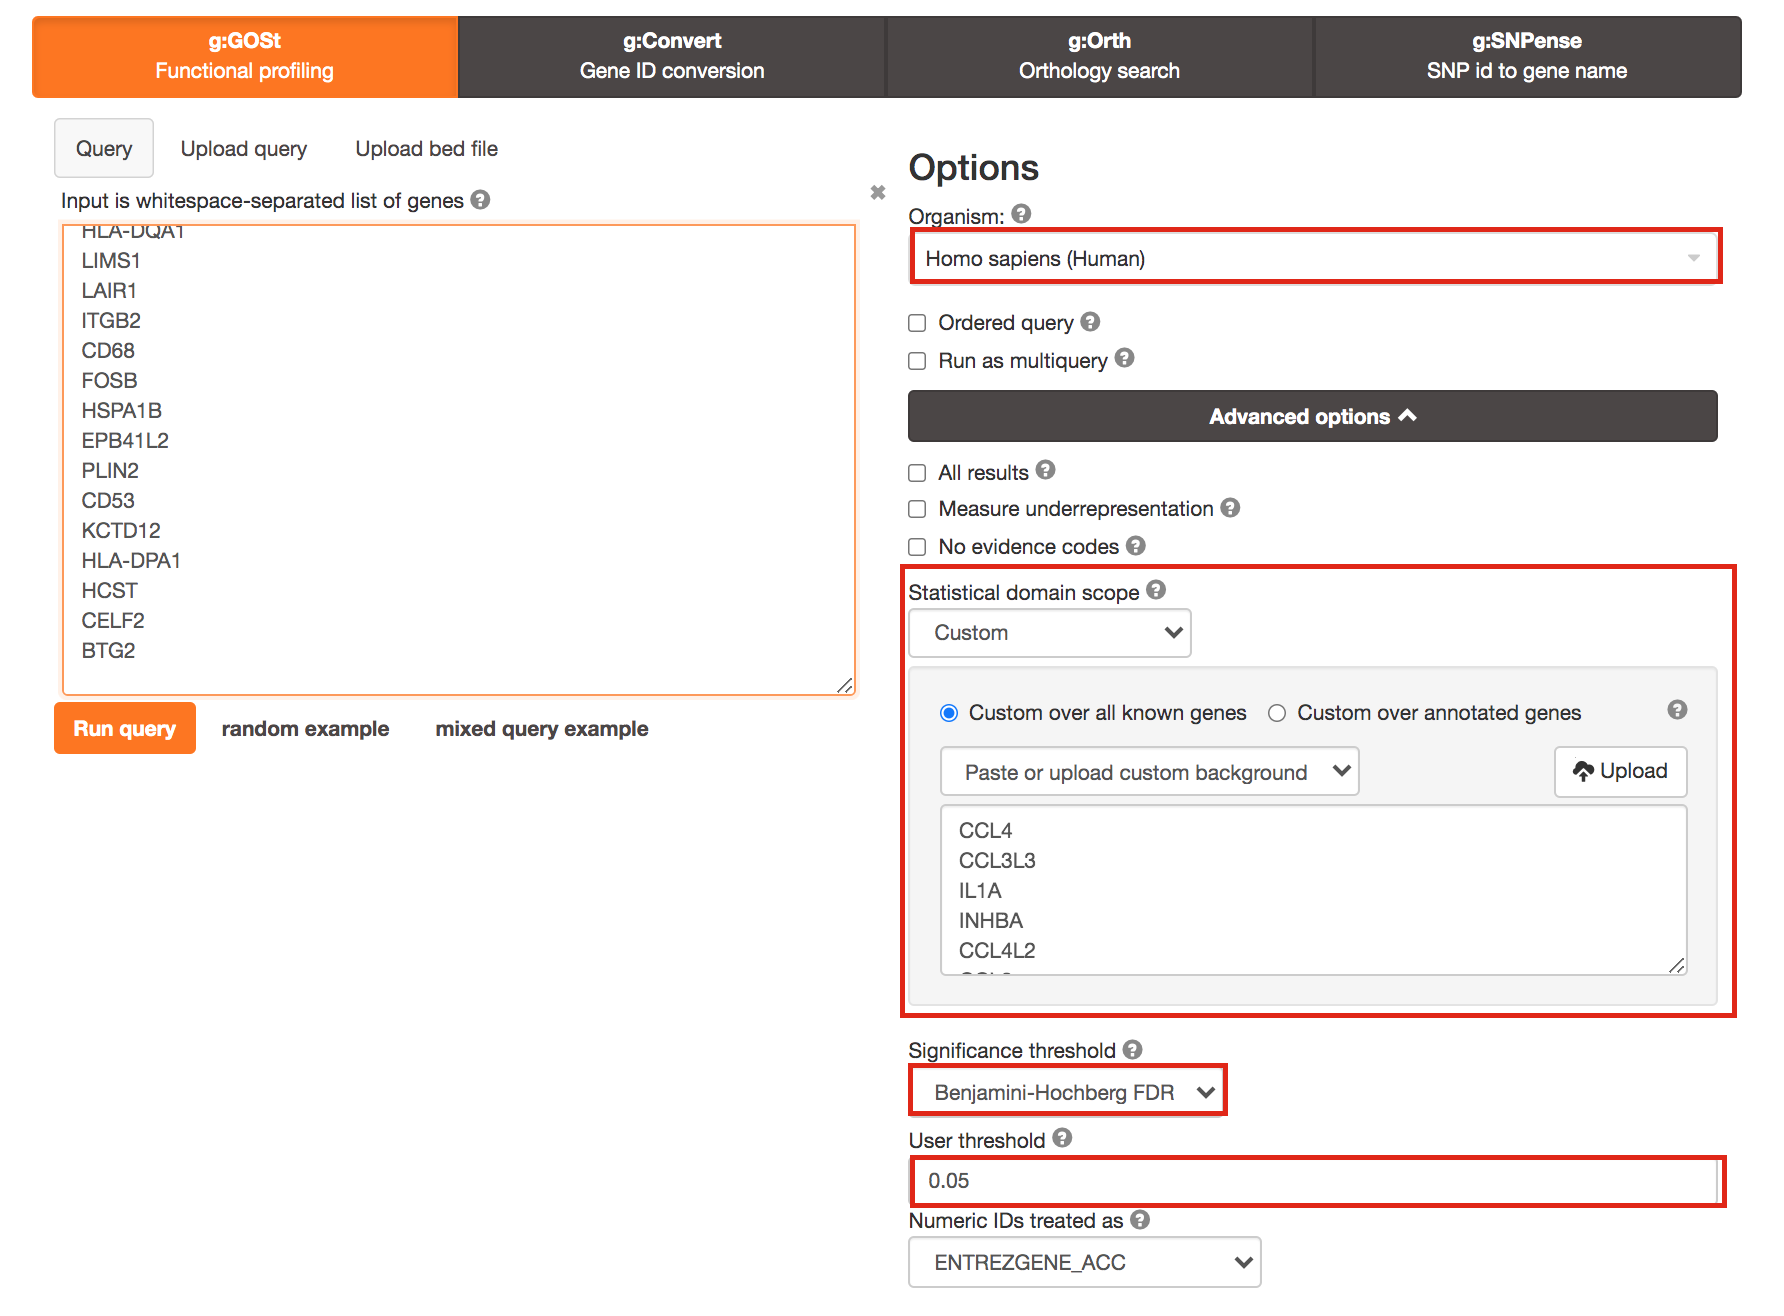 g:GOSt
Functional profiling
g:Convert
Gene ID conversion
g:Orth
Orthology search
g:SNPense
SNP id to gene name
Query
Upload query
Upload bed file
Input is whitespace-separated list of genes ?
HLA-DQA1
LIMS1
LAIR1
ITGB2
CD68
FOSB
HSPA1B
EPB41L2
PLIN2
CD53
KCTD12
HLA-DPA1
HCST
CELF2
BTG2
Run query
random example
mixed query example
Options
Organism: ?
Homo sapiens (Human)
Ordered query ?
Run as multiquery ?
Advanced options
All results ?
Measure underrepresentation ?
No evidence codes ?
Statistical domain scope ?
Custom
Custom over all known genes
Custom over annotated genes
?
Paste or upload custom background
Upload
CCL4
CCL3L3
IL1A
INHBA
CCL4L2
Significance threshold ?
Benjamini-Hochberg FDR
User threshold ?
0.05
Numeric IDs treated as ?
ENTREZGENE_ACC